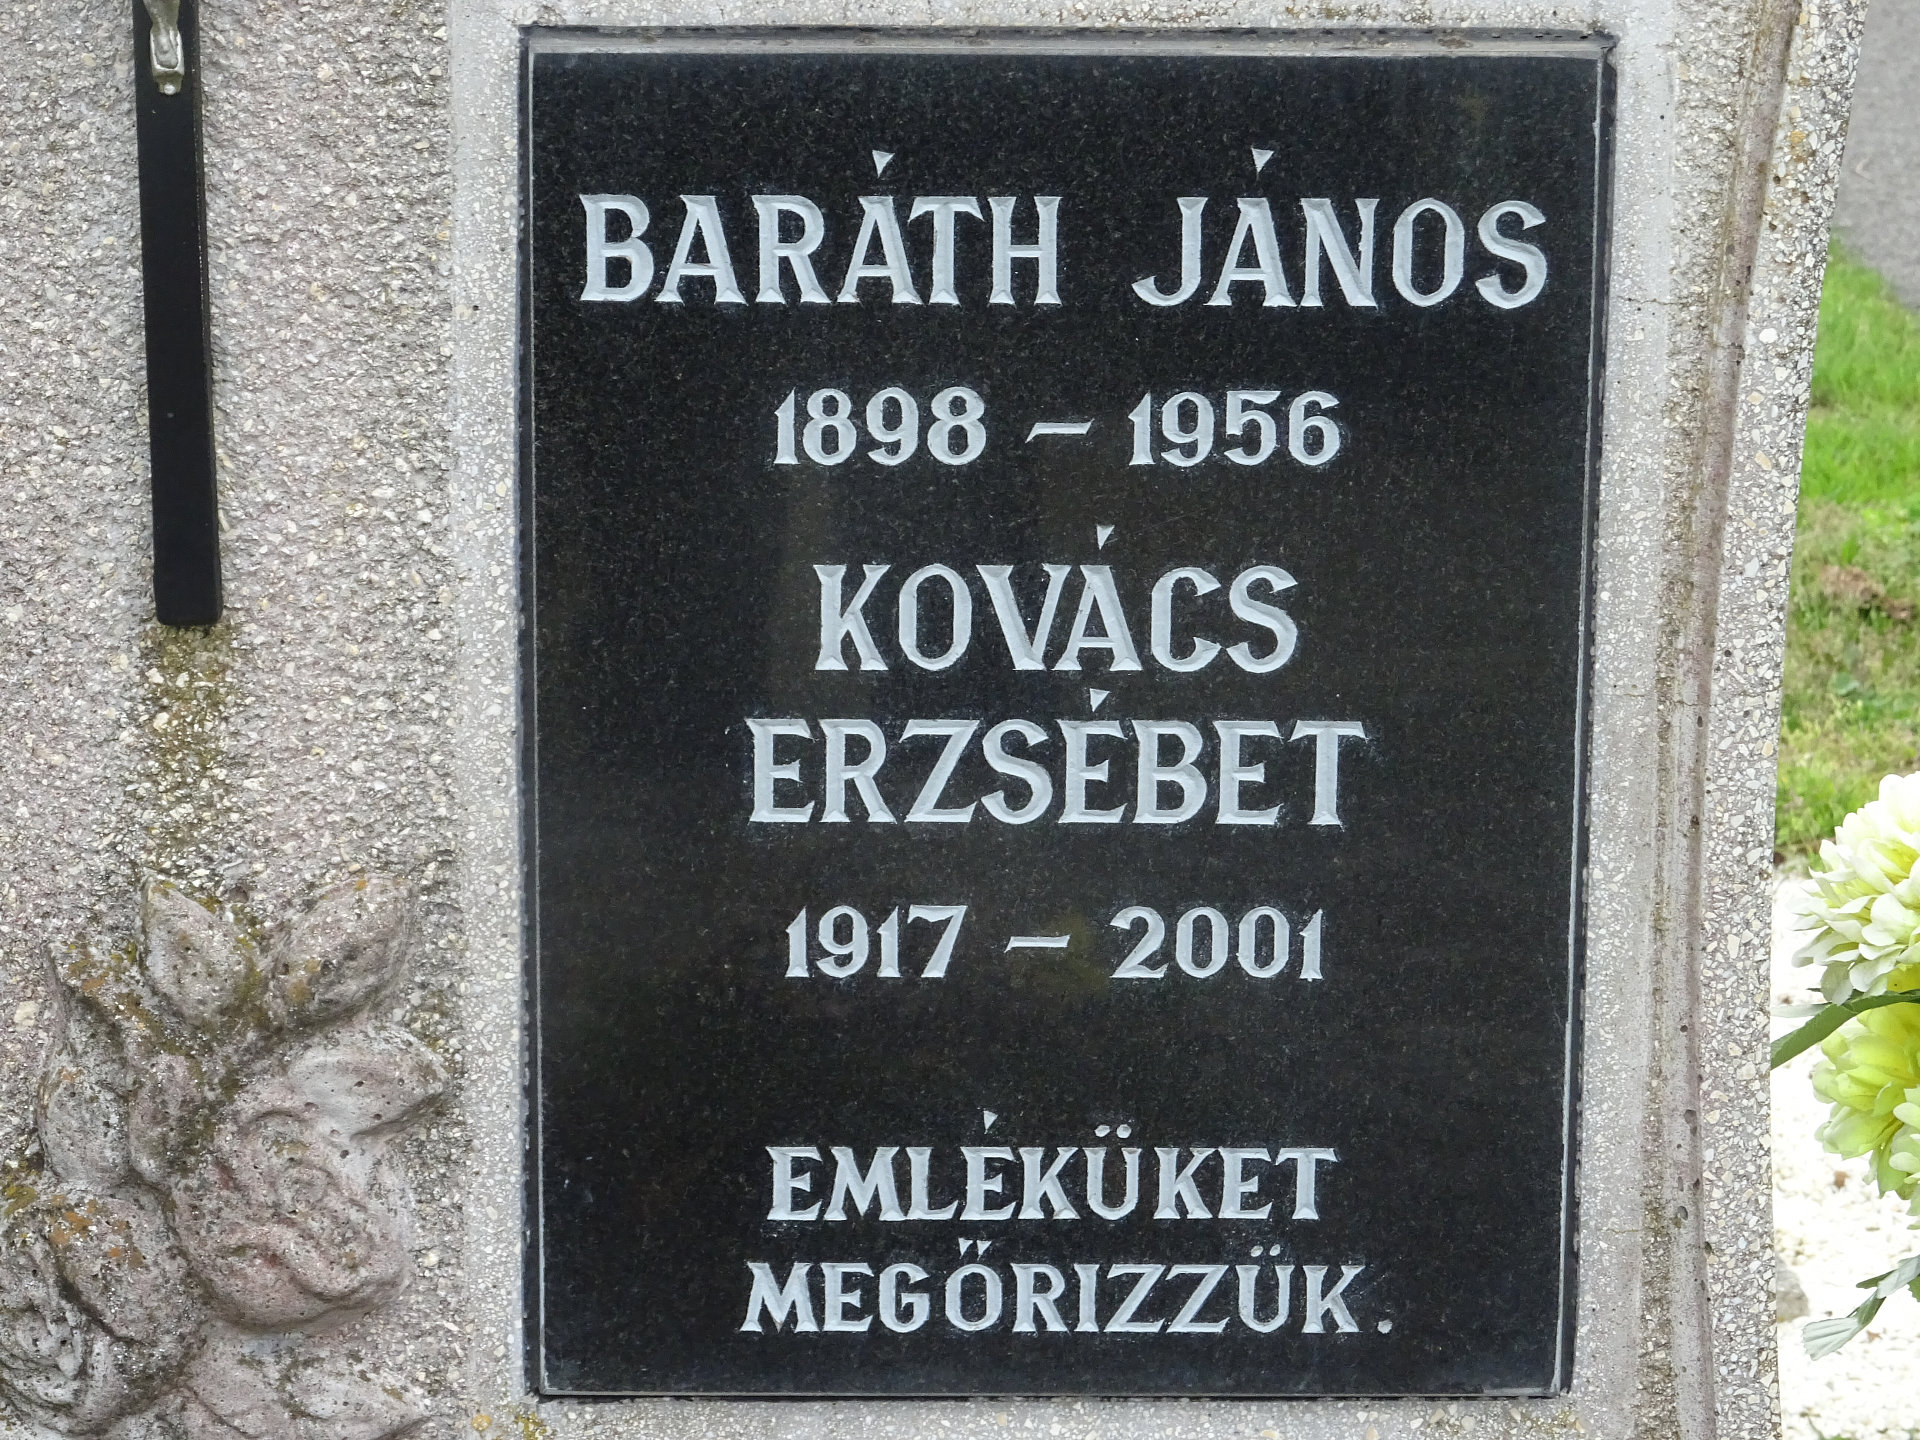 BARÁTH JÁNOS
1898 – 1956
KOVÁCS
ERZSÉBET
1917 – 2001
EMLÉKÜKET
MEGŐRIZZÜK.